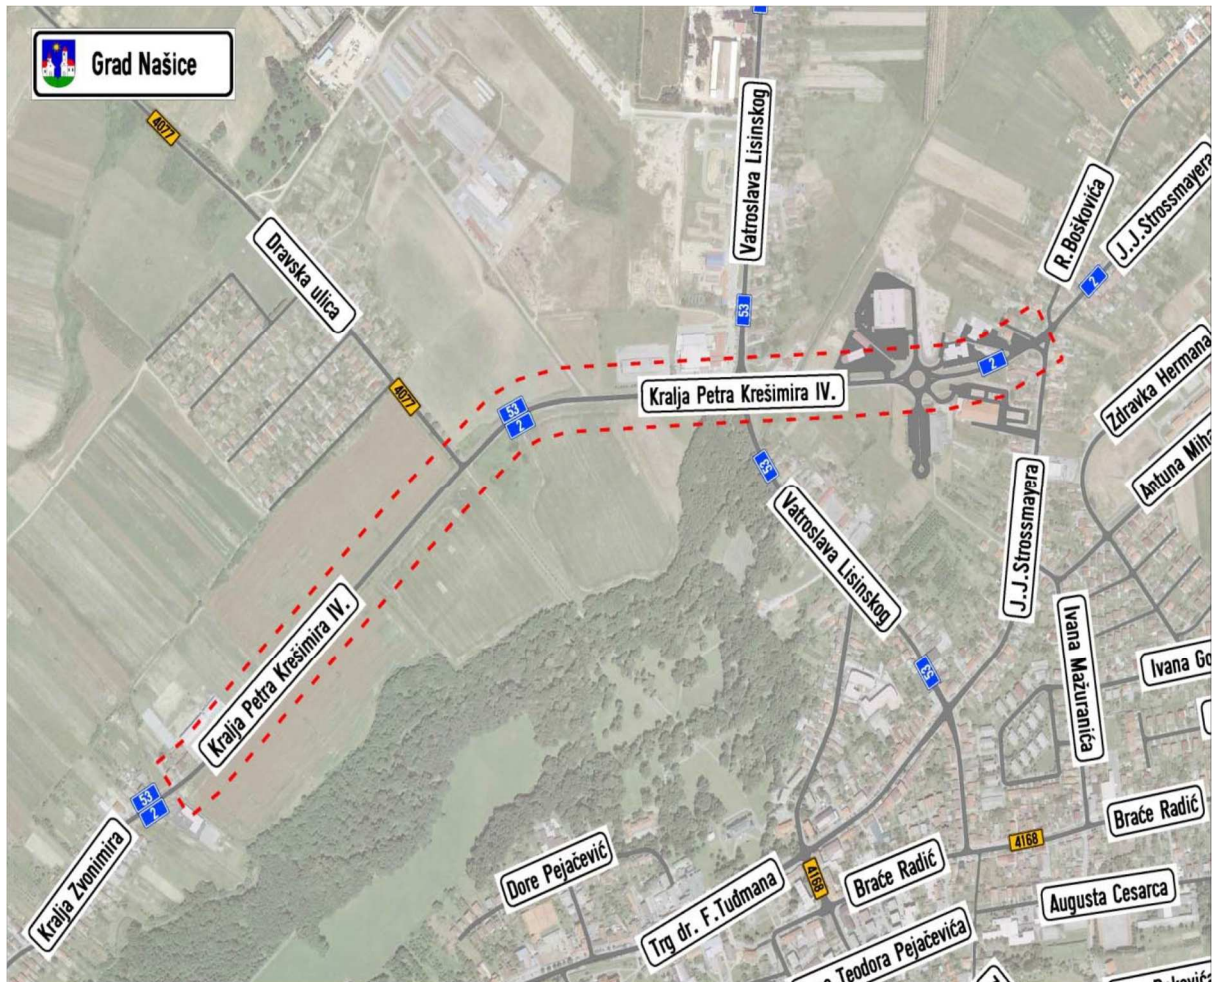 Grad Našice
4077
Vatroslava Lisinskog
R.Boškovića
J.J.Strossmayera
Dravska ulica
2
53
Zdravka Hermana
2
4077
53
2
Kralja Petra Krešimira IV.
Antuna Miha
53
J.J.Strossmayera
Vatroslava Lisinskog
Kralja Petra Krešimira IV.
Ivana Mažuranića
Ivana Go
53
53
2
Braće Radić
4168
Kralja Zvonimira
Dore Pejačević
Braće Radić
4168
Augusta Cesarca
Trg dr. F.Tuđmana
Teodora Pejačevića